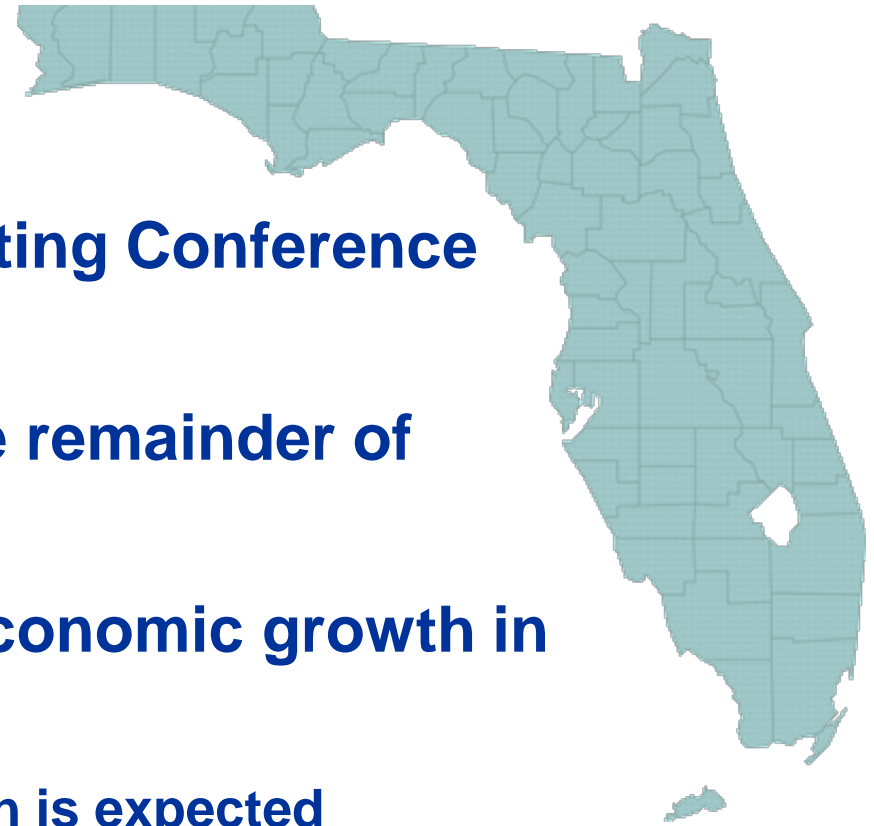 ting Conference
e remainder of
conomic growth in
n is expected